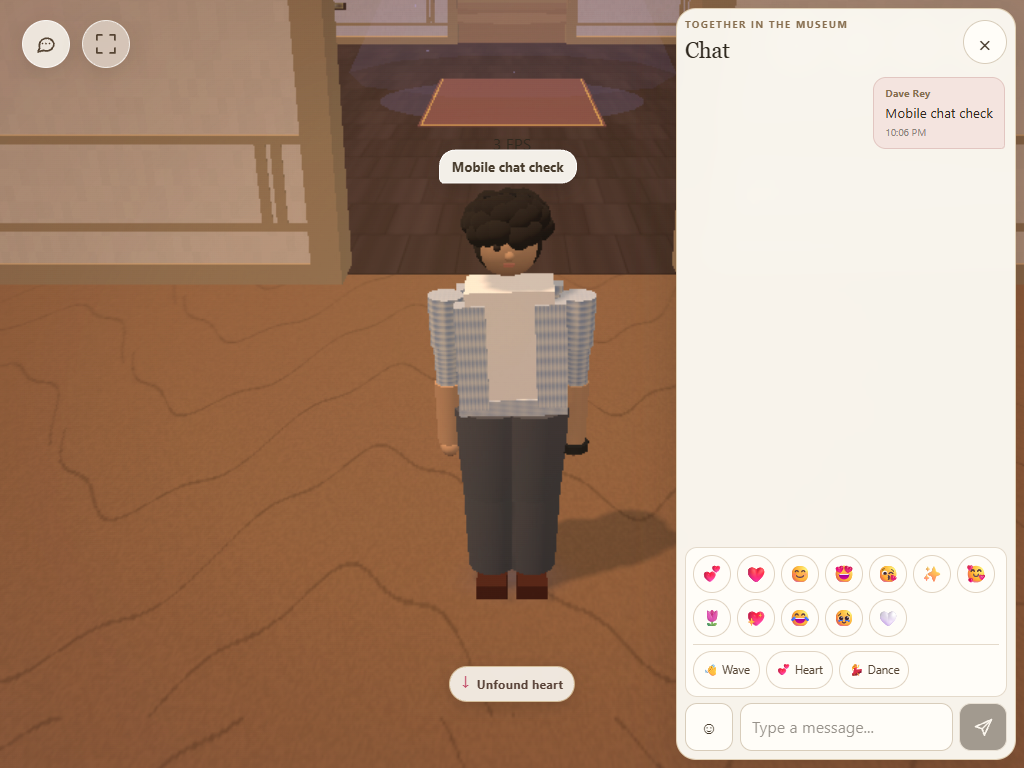 TOGETHER IN THE MUSEUM
Chat
Dave Rey
Mobile chat check
10:06 PM
3 FPS
Mobile chat check
Unfound heart
Wave
Heart
Dance
Type a message...